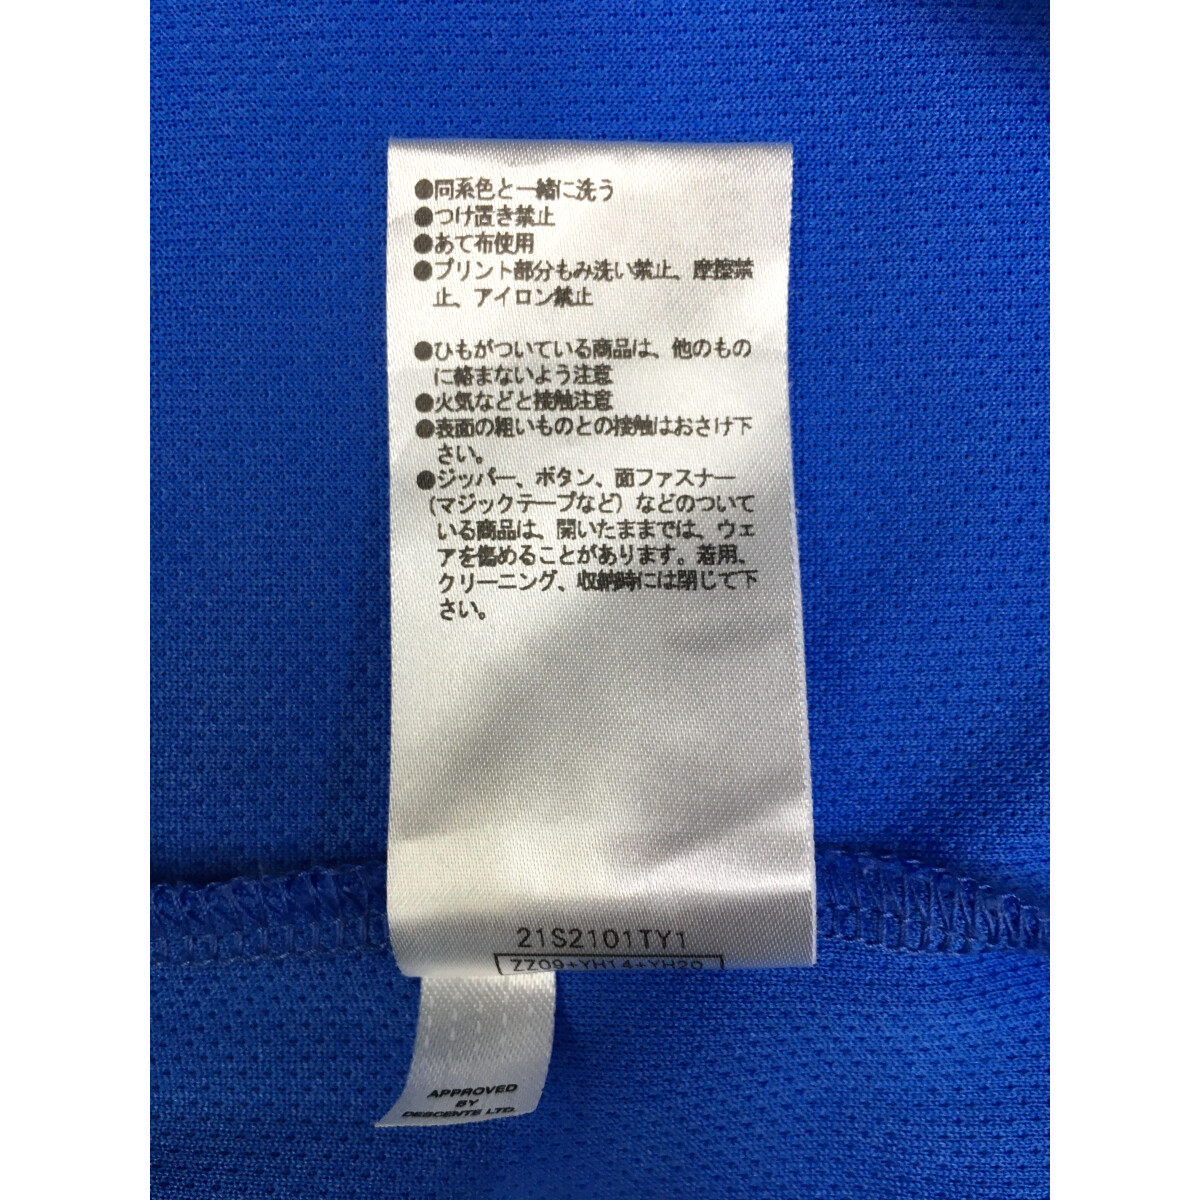 ●同系色と一緒に洗う
●つけ置き禁止
●あて布使用
●プリント部分もみ洗い禁止、摩擦禁
止、アイロン禁止
●ひもがついている商品は、他のもの
に絡まないよう注意
●火気などと接触注意
●表面の粗いものとの接触はおさけ下
さい。
●ジッパー、ボタン、面ファスナー
(マジックテープなど)などのついて
いる商品は、開いたままでは、ウェ
アを傷めることがあります。着用、
クリーニング、収納時には閉じて下
さい。
21S2101TY1
ZZ09+YH14+YH20
APPROVED
BY
DESCENTE LTD.